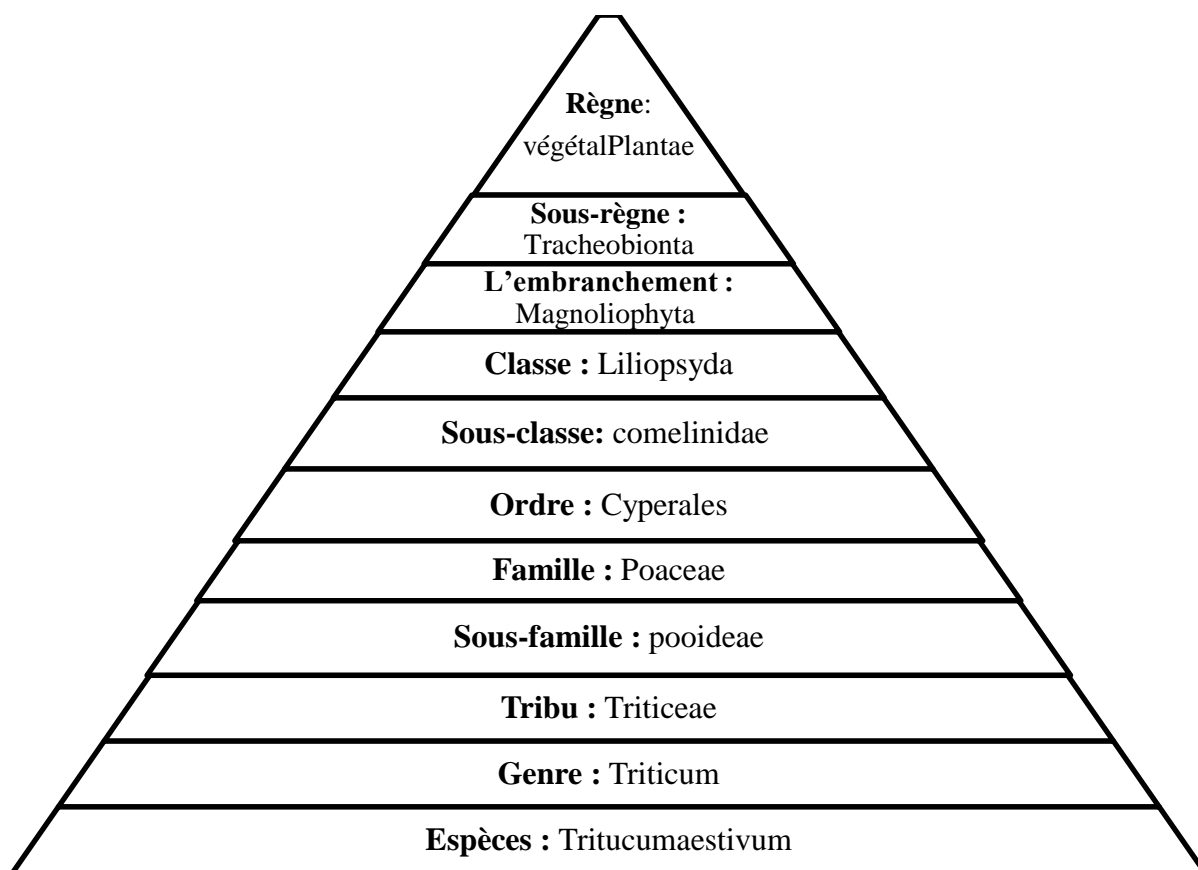 Règne:
végétalPlantae
Sous-règne :
Tracheobionta
L’embranchement :
Magnoliophyta
Classe : Liliopsyda
Sous-classe: comelinidae
Ordre : Cyperales
Famille : Poaceae
Sous-famille : pooideae
Tribu : Triticeae
Genre : Triticum
Espèces : Tritucumaestivum